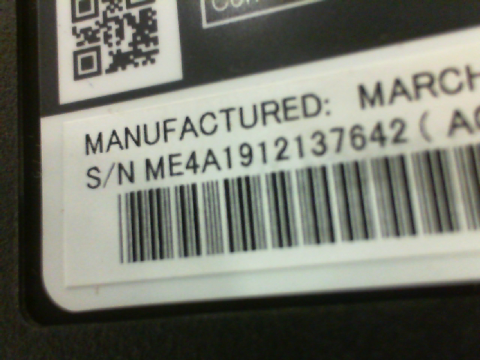 MANUFACTURED: MARCH
S/N ME4A1912137642 (